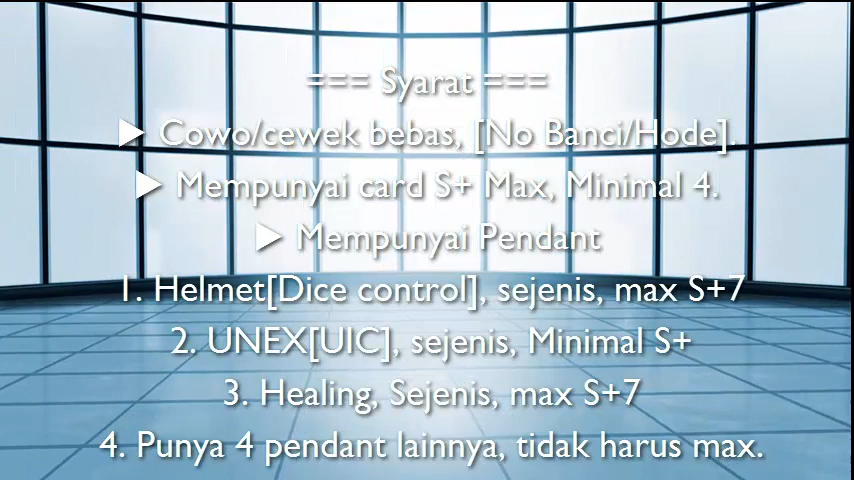 === Syarat ===
► Cowo/cewek bebas, [No Banci/Hode].
► Mempunyai card S+ Max, Minimal 4.
► Mempunyai Pendant
1. Helmet[Dice control], sejenis, max S+7
2. UNEX[UIC], sejenis, Minimal S+
3. Healing, Sejenis, max S+7
4. Punya 4 pendant lainnya, tidak harus max.